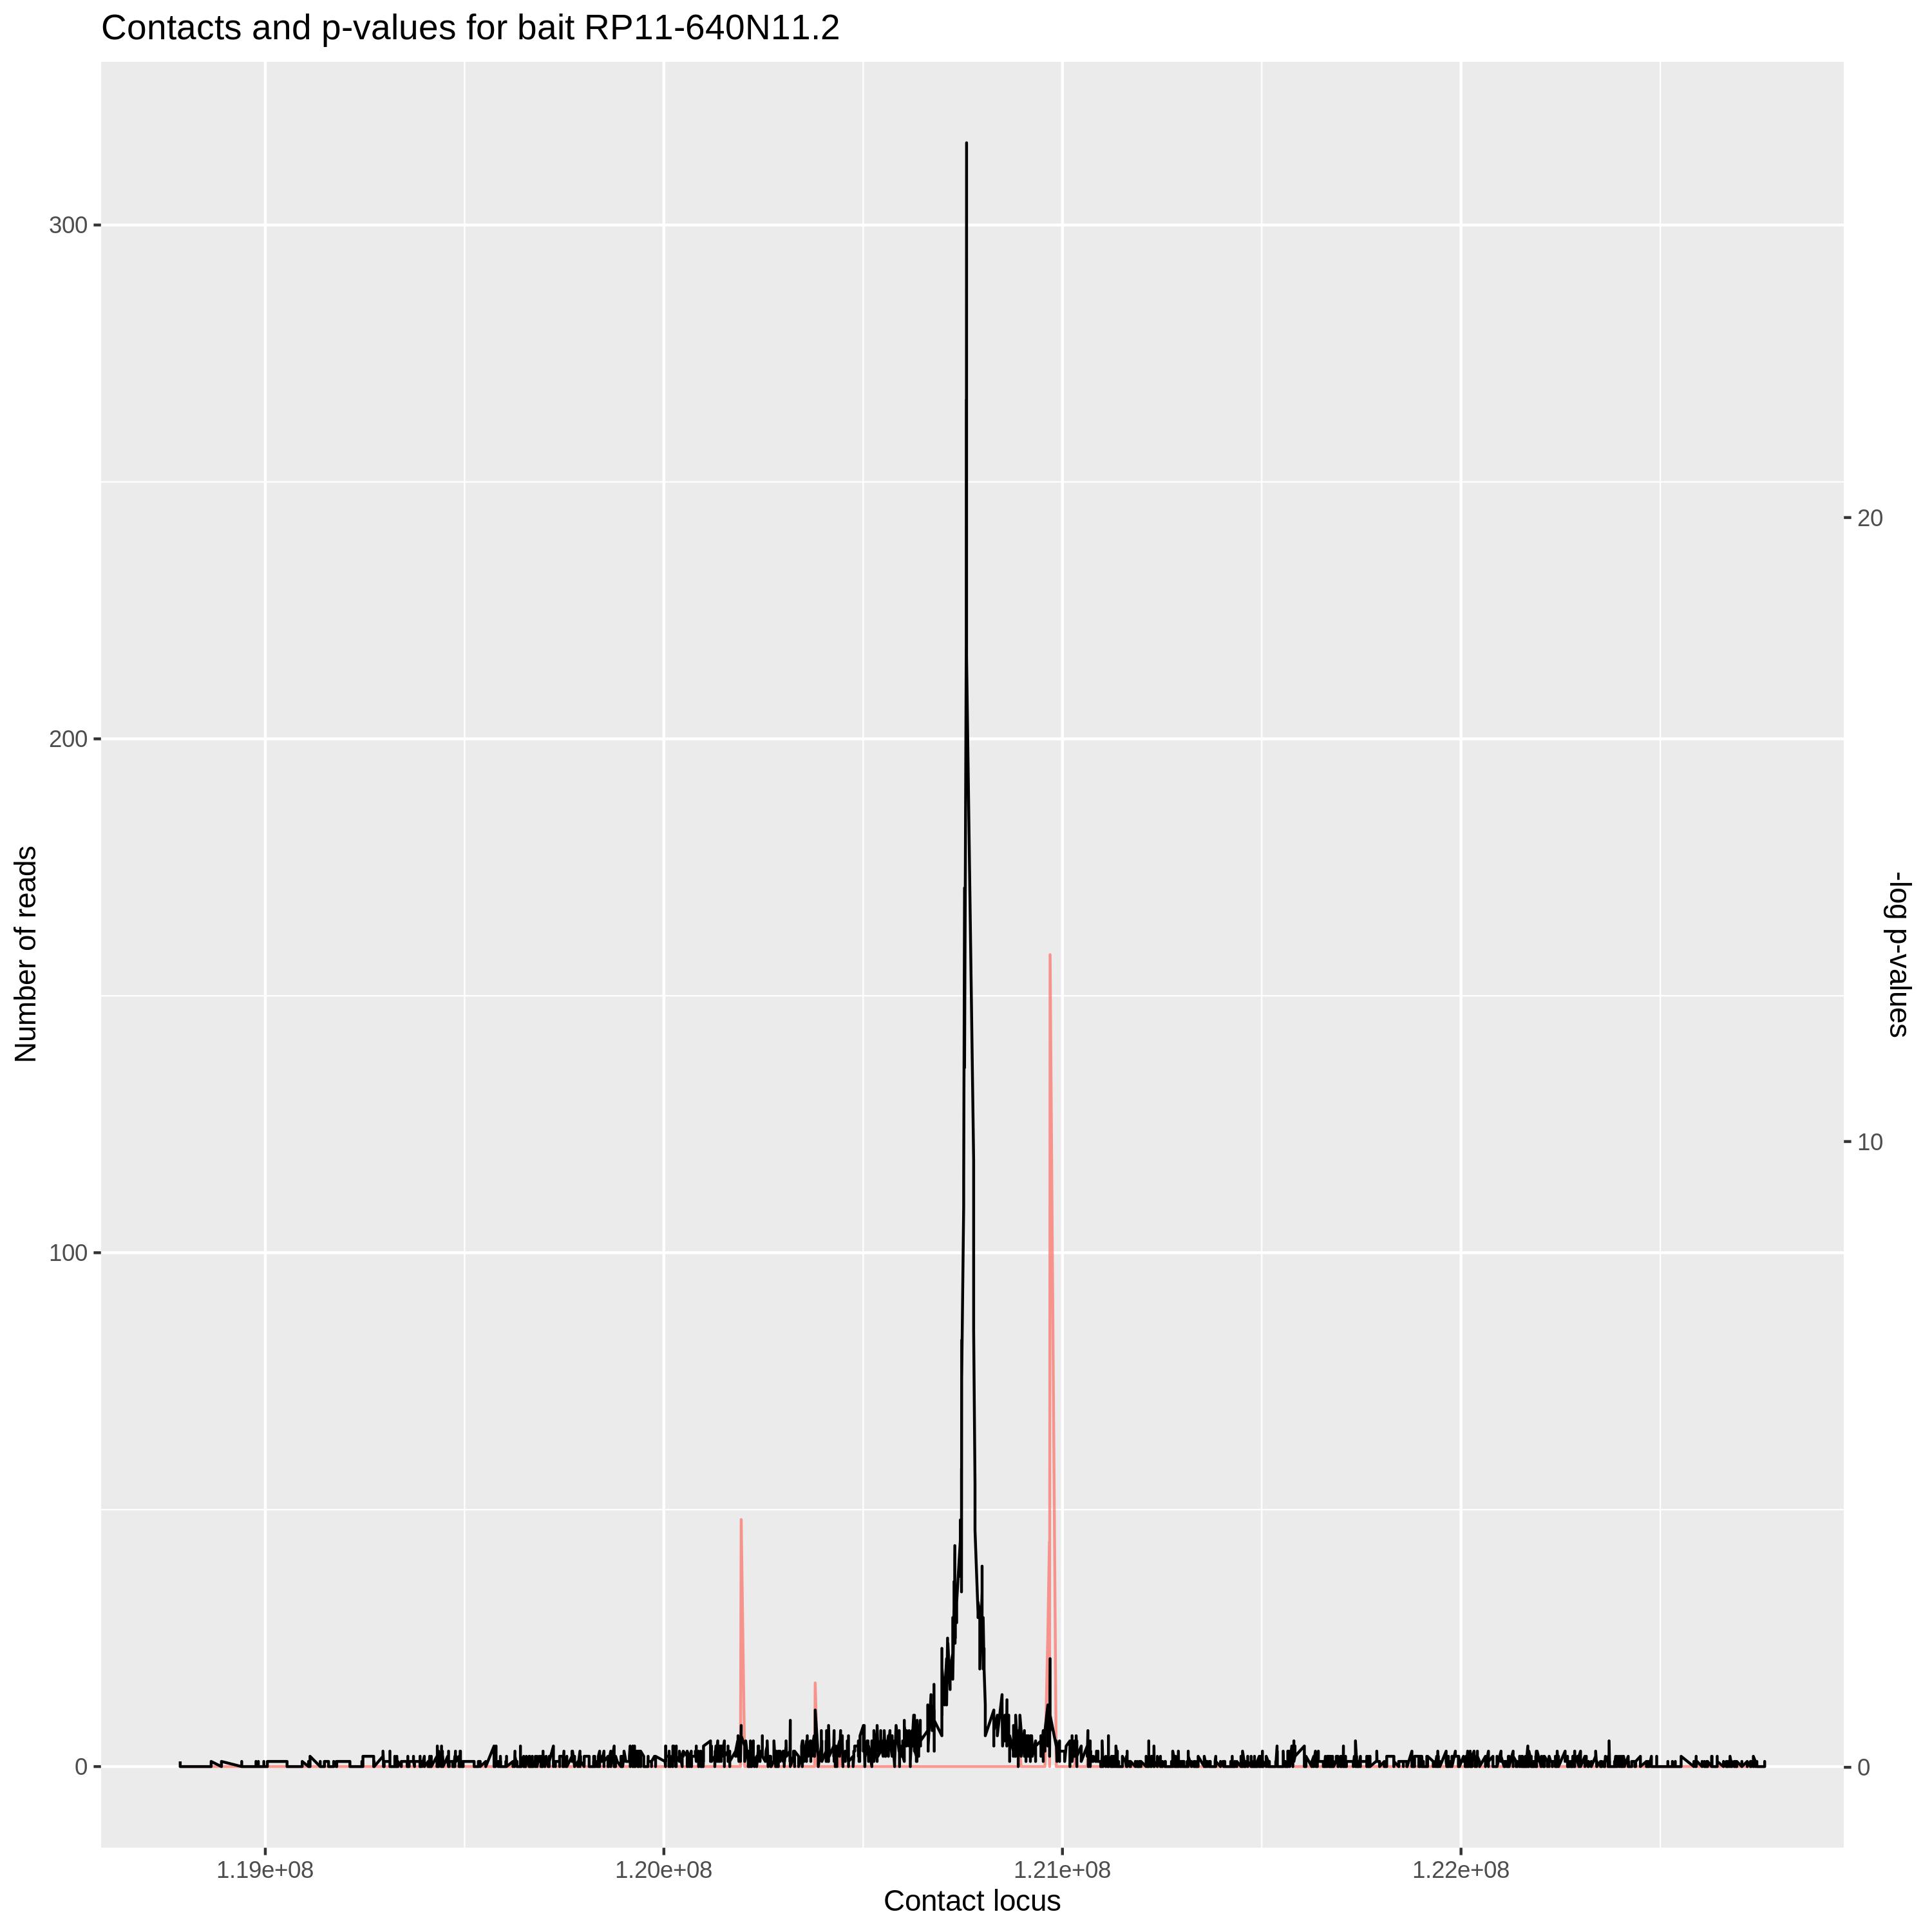 Contacts and p-values for bait RP11-640N11.2
300
200
100
0
Number of reads
20
10
0
-log p-values
1.19e+08
1.20e+08
1.21e+08
1.22e+08
Contact locus